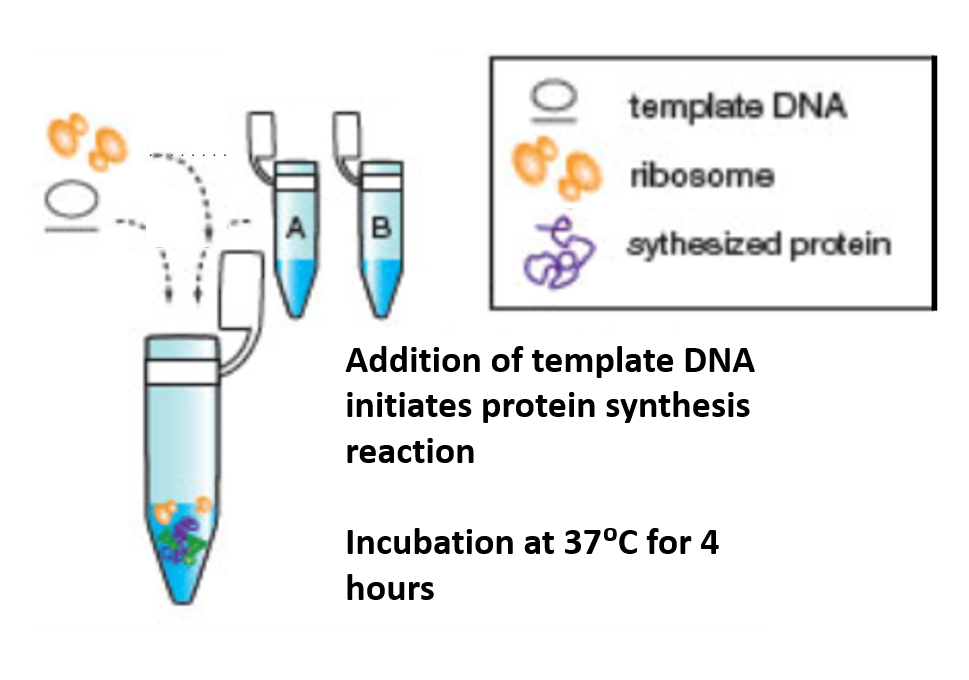 template DNA
ribosome
sythesized protein
A
B
Addition of template DNA
initiates protein synthesis
reaction
Incubation at 37ºC for 4
hours